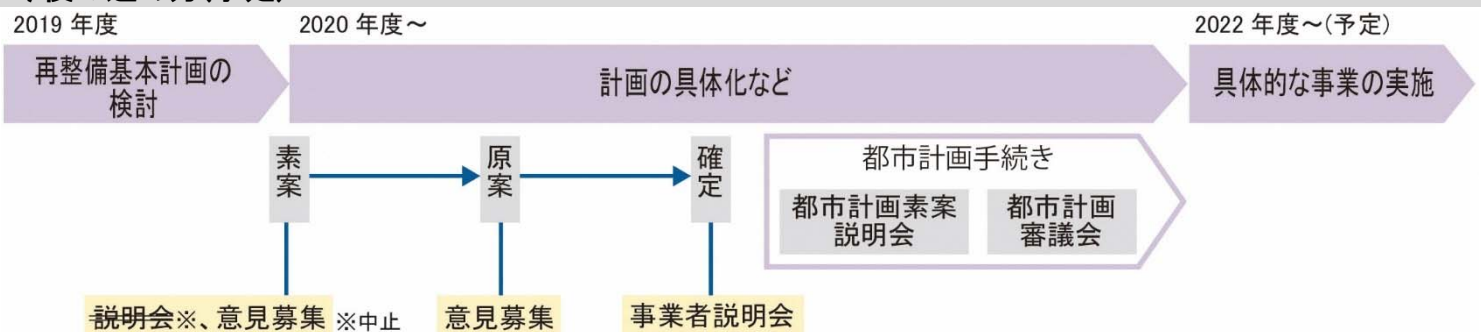 2019 年度
2020 年度～
2022 年度～(予定)
再整備基本計画の
検討
計画の具体化など
具体的な事業の実施
素案
原案
確定
都市計画手続き
都市計画素案
説明会
都市計画
審議会
説明会※、意見募集 ※中止
意見募集
事業者説明会